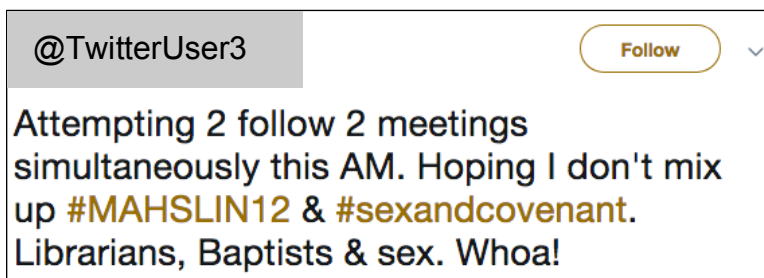 @TwitterUser3
Follow
Attempting 2 follow 2 meetings
simultaneously this AM. Hoping I don't mix
up #MAHSLIN12 & #sexandcovenant.
Librarians, Baptists & sex. Whoa!